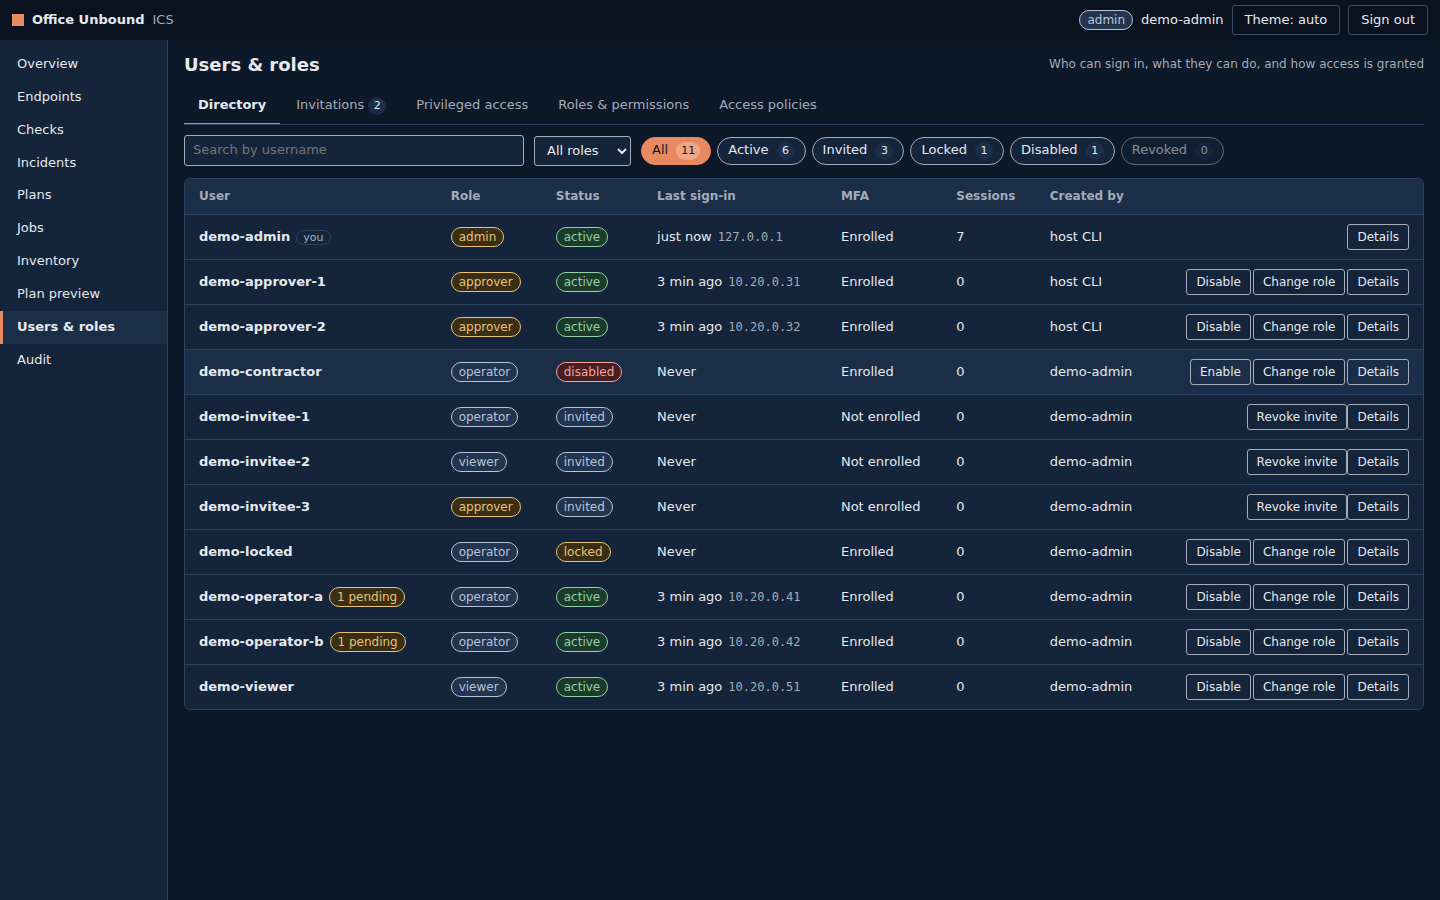 Office Unbound ICS admin demo-admin Theme: auto Sign out
Overview
Endpoints
Checks
Incidents
Plans
Jobs
Inventory
Plan preview
Users & roles
Audit
Users & roles Who can sign in, what they can do, and how access is granted
Directory Invitations 2 Privileged access Roles & permissions Access policies
Search by username All roles All 11 Active 6 Invited 3 Locked 1 Disabled 1 Revoked 0
User Role Status Last sign-in MFA Sessions Created by
demo-admin you admin active just now 127.0.0.1 Enrolled 7 host CLI Details
demo-approver-1 approver active 3 min ago 10.20.0.31 Enrolled 0 host CLI Disable Change role Details
demo-approver-2 approver active 3 min ago 10.20.0.32 Enrolled 0 host CLI Disable Change role Details
demo-contractor operator disabled Never Enrolled 0 demo-admin Enable Change role Details
demo-invitee-1 operator invited Never Not enrolled 0 demo-admin Revoke invite Details
demo-invitee-2 viewer invited Never Not enrolled 0 demo-admin Revoke invite Details
demo-invitee-3 approver invited Never Not enrolled 0 demo-admin Revoke invite Details
demo-locked operator locked Never Enrolled 0 demo-admin Disable Change role Details
demo-operator-a 1 pending operator active 3 min ago 10.20.0.41 Enrolled 0 demo-admin Disable Change role Details
demo-operator-b 1 pending operator active 3 min ago 10.20.0.42 Enrolled 0 demo-admin Disable Change role Details
demo-viewer viewer active 3 min ago 10.20.0.51 Enrolled 0 demo-admin Disable Change role Details